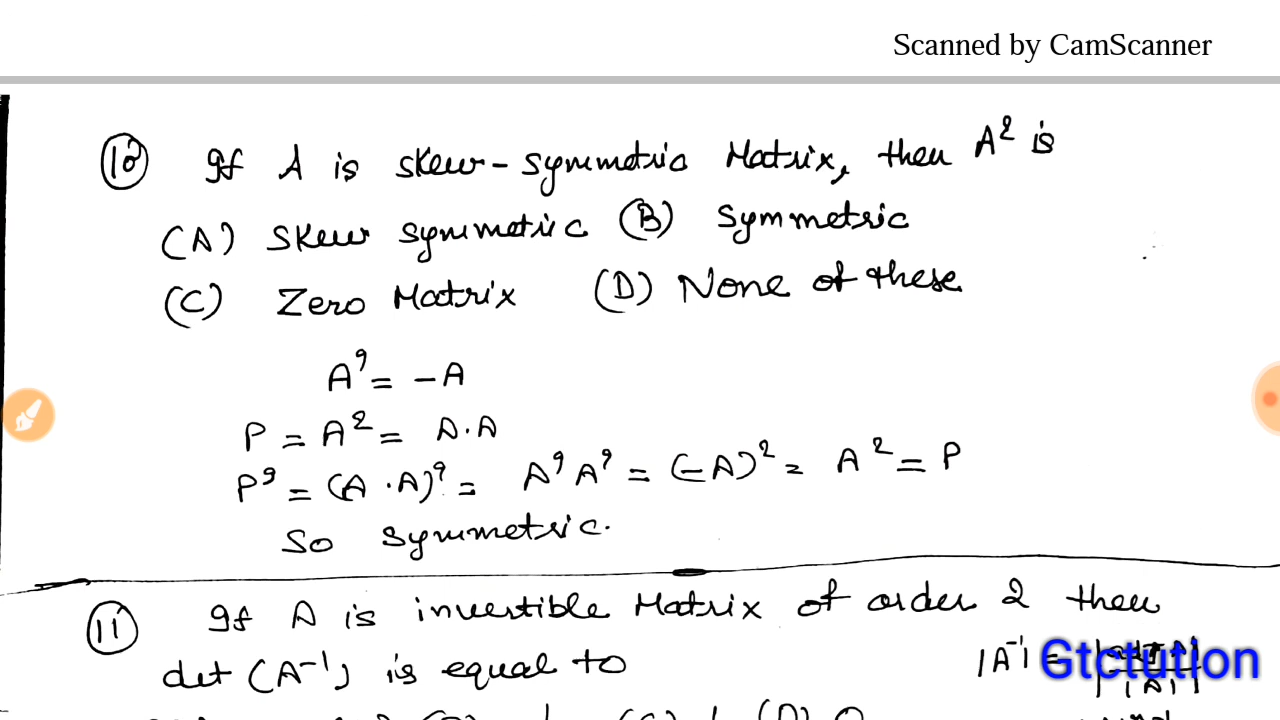 Scanned by CamScanner
(10) If A is skew-symmetric Matrix, then A² is
(A) Skew symmetric (B) Symmetric
(C) Zero Matrix (D) None of these
A' = -A
P = A² = A.A
P' = (A.A)' = A'A' = (-A)² = A² = P
So symmetric.
(11) If A is invertible Matrix of order 2 then
det (A⁻¹) is equal to
|A⁻¹| =
Gtctution
(D) 0